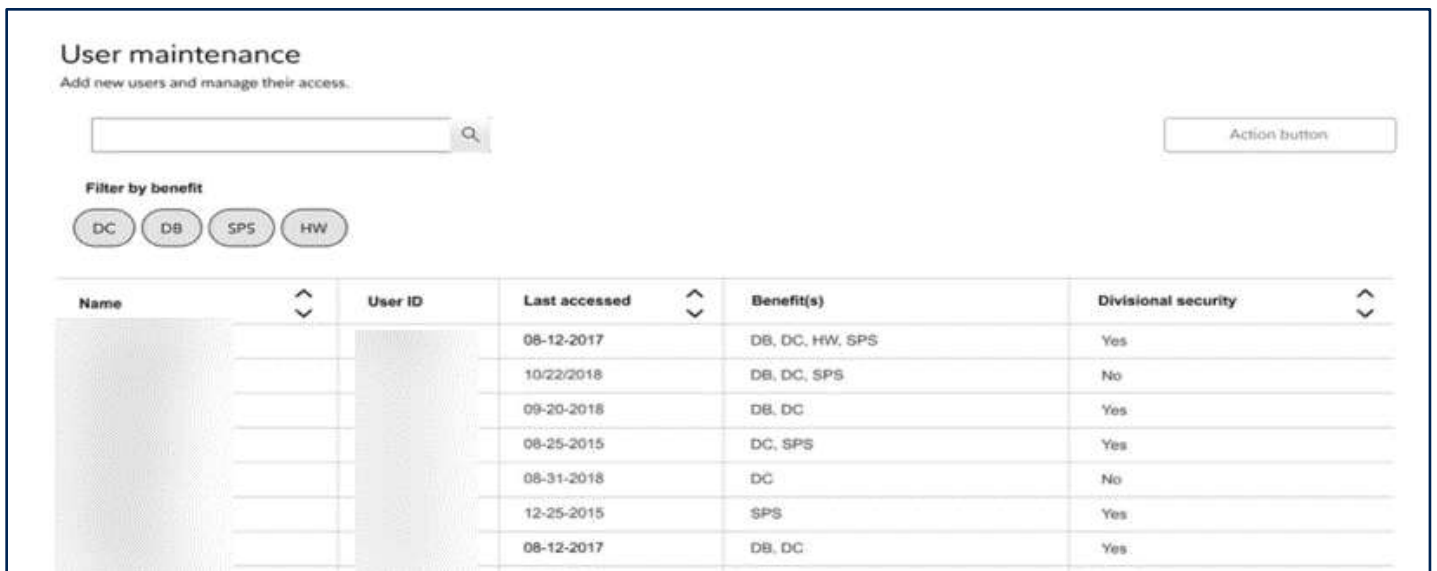 User maintenance
Add new users and manage their access.
Action button
Filter by benefit
DC DB SPS HW
Name User ID Last accessed Benefit(s) Divisional security
08-12-2017 DB, DC, HW, SPS Yes
10/22/2018 DB, DC, SPS No
09-20-2018 DB, DC Yes
08-25-2015 DC, SPS Yes
08-31-2018 DC No
12-25-2015 SPS Yes
08-12-2017 DB, DC Yes